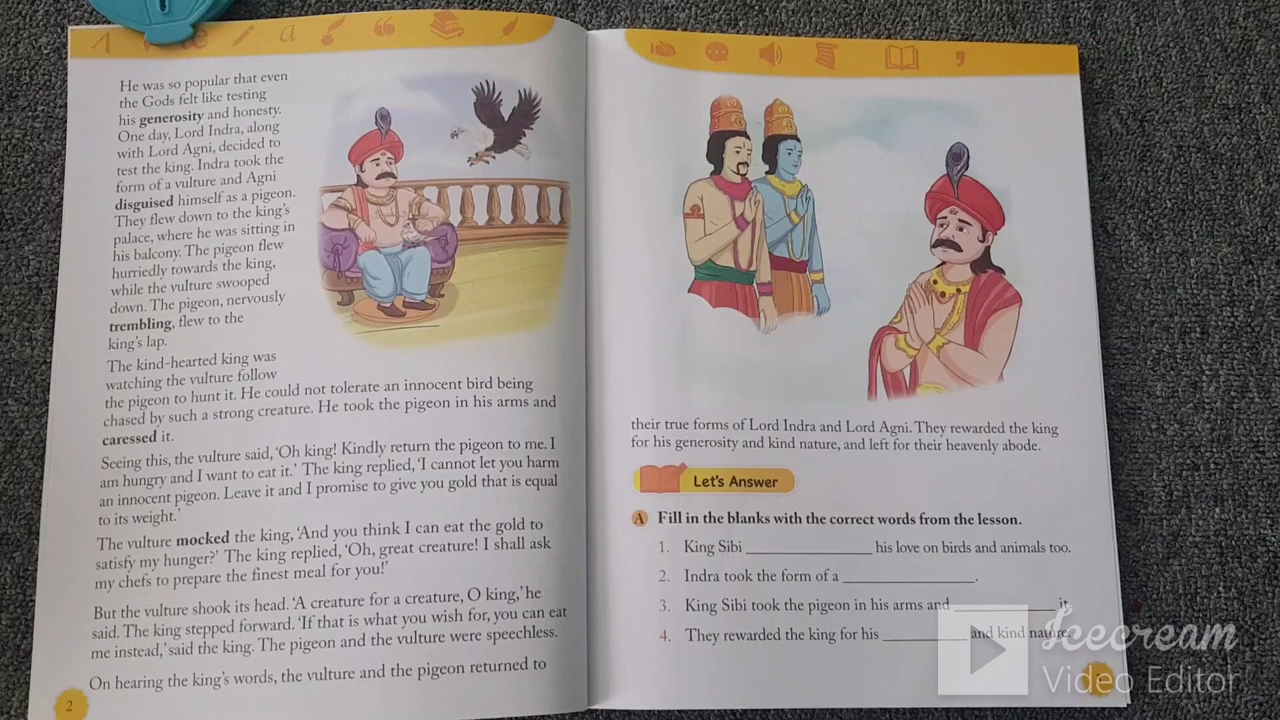 He was so popular that even
the Gods felt like testing
his generosity and honesty.
One day, Lord Indra, along
with Lord Agni, decided to
test the king. Indra took the
form of a vulture and Agni
disguised himself as a pigeon.
They flew down to the king's
palace, where he was sitting in
his balcony. The pigeon flew
hurriedly towards the king,
while the vulture swooped
down. The pigeon, nervously
trembling, flew to the
king's lap.
The kind-hearted king was
watching the vulture follow
the pigeon to hunt it. He could not tolerate an innocent bird being
chased by such a strong creature. He took the pigeon in his arms and
caressed it.
Seeing this, the vulture said, 'Oh king! Kindly return the pigeon to me. I
am hungry and I want to eat it.' The king replied, 'I cannot let you harm
an innocent pigeon. Leave it and I promise to give you gold that is equal
to its weight.'
The vulture mocked the king, 'And you think I can eat the gold to
satisfy my hunger?' The king replied, 'Oh, great creature! I shall ask
my chefs to prepare the finest meal for you!'
But the vulture shook its head. 'A creature for a creature, O king,' he
said. The king stepped forward. 'If that is what you wish for, you can eat
me instead,' said the king. The pigeon and the vulture were speechless.
On hearing the king's words, the vulture and the pigeon returned to
2
their true forms of Lord Indra and Lord Agni. They rewarded the king
for his generosity and kind nature, and left for their heavenly abode.
Let's Answer
A Fill in the blanks with the correct words from the lesson.
1. King Sibi ______________ his love on birds and animals too.
2. Indra took the form of a ______________.
3. King Sibi took the pigeon in his arms and ____________ it.
4. They rewarded the king for his __________ and kind nature.
Icecream
Video Editor